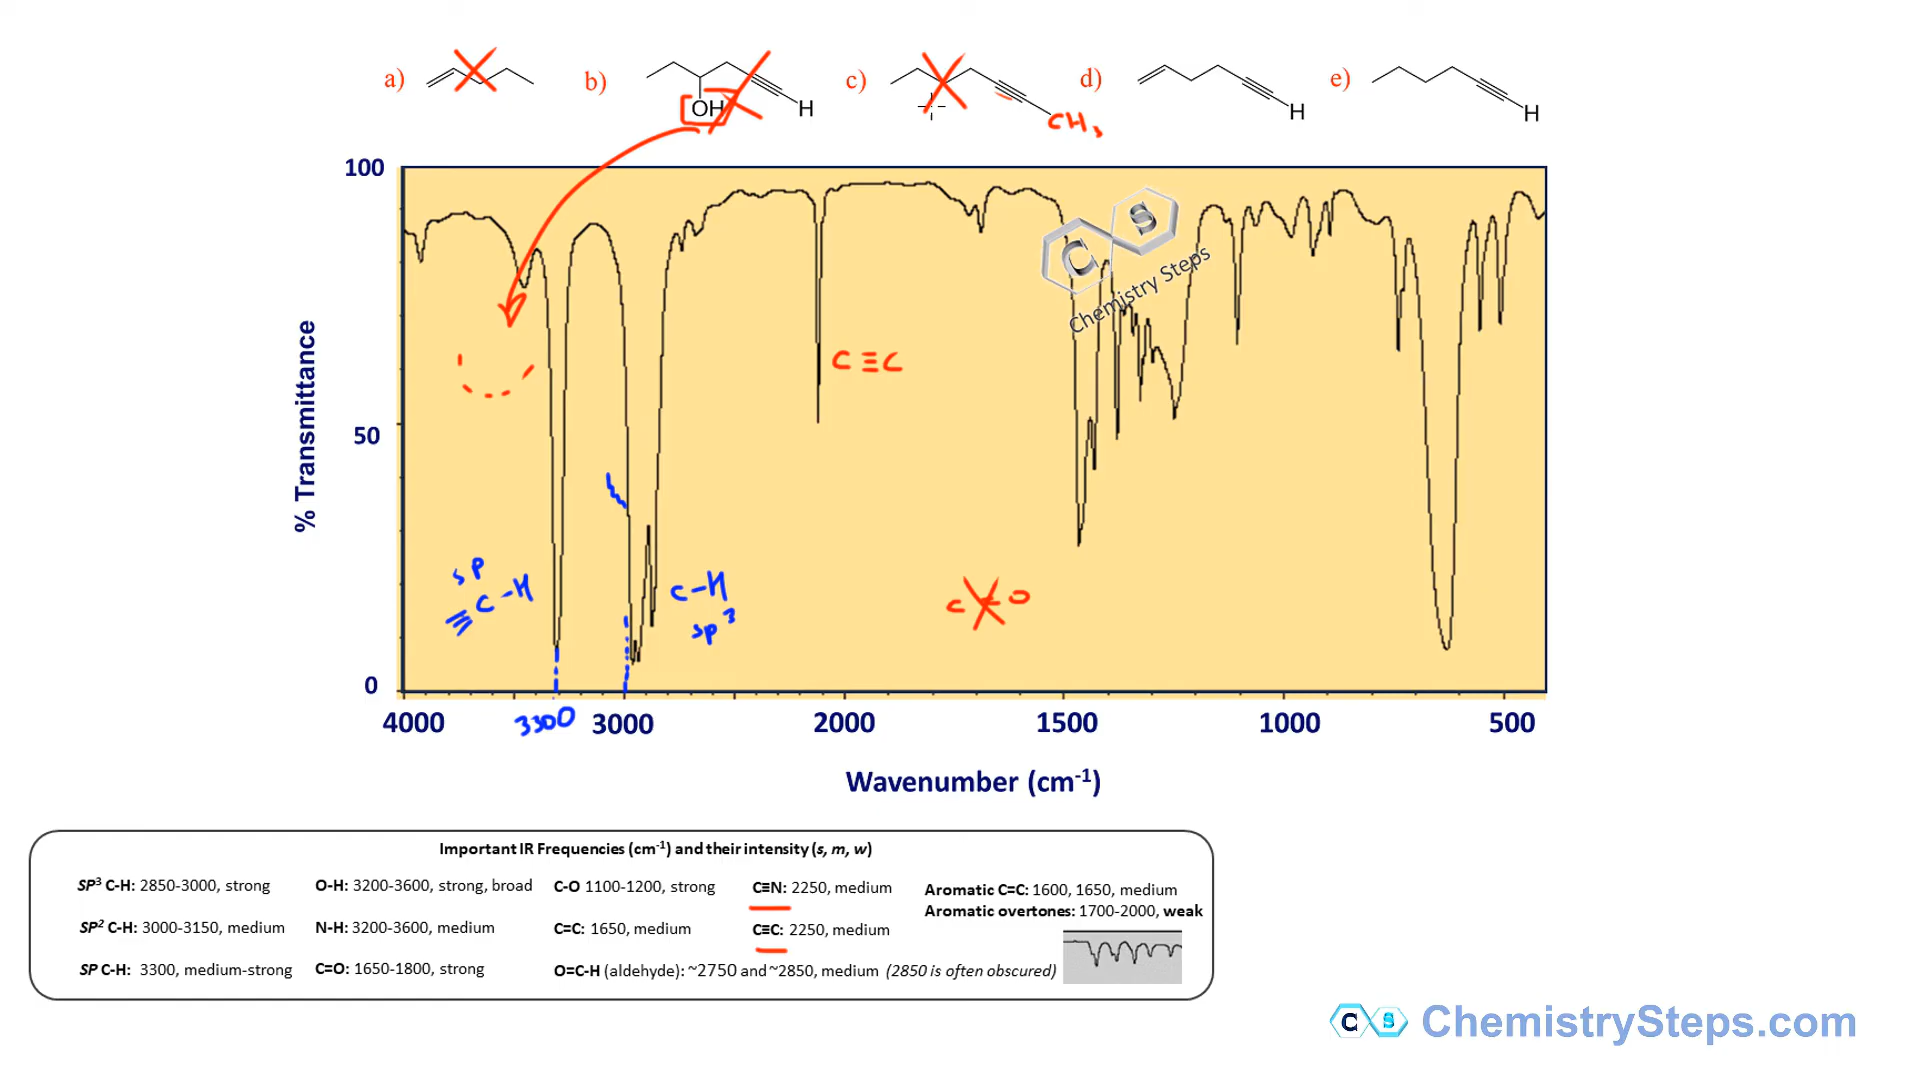 a) b) c) d) e)
OH H H H
CH₃
100
C S
Chemistry Steps
C≡C
50
% Transmittance
sp
≡C-H
C-H
sp³
C=O
0
4000 3300 3000 2000 1500 1000 500
Wavenumber (cm⁻¹)
Important IR Frequencies (cm⁻¹) and their intensity (s, m, w)
SP³ C-H: 2850-3000, strong
SP² C-H: 3000-3150, medium
SP C-H: 3300, medium-strong
O-H: 3200-3600, strong, broad
N-H: 3200-3600, medium
C=O: 1650-1800, strong
C-O 1100-1200, strong
C=C: 1650, medium
C≡N: 2250, medium
C≡C: 2250, medium
O=C-H (aldehyde): ~2750 and ~2850, medium (2850 is often obscured)
Aromatic C=C: 1600, 1650, medium
Aromatic overtones: 1700-2000, weak
C S ChemistrySteps.com